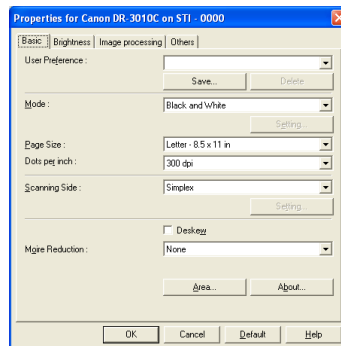 Properties for Canon DR-3010C on STI - 0000
Basic Brightness Image processing Others
User Preference :
Save... Delete
Mode : Black and White
Setting...
Page Size : Letter - 8.5 x 11 in
Dots per inch : 300 dpi
Scanning Side : Simplex
Setting...
Deskew
Moire Reduction : None
Area... About...
OK Cancel Default Help